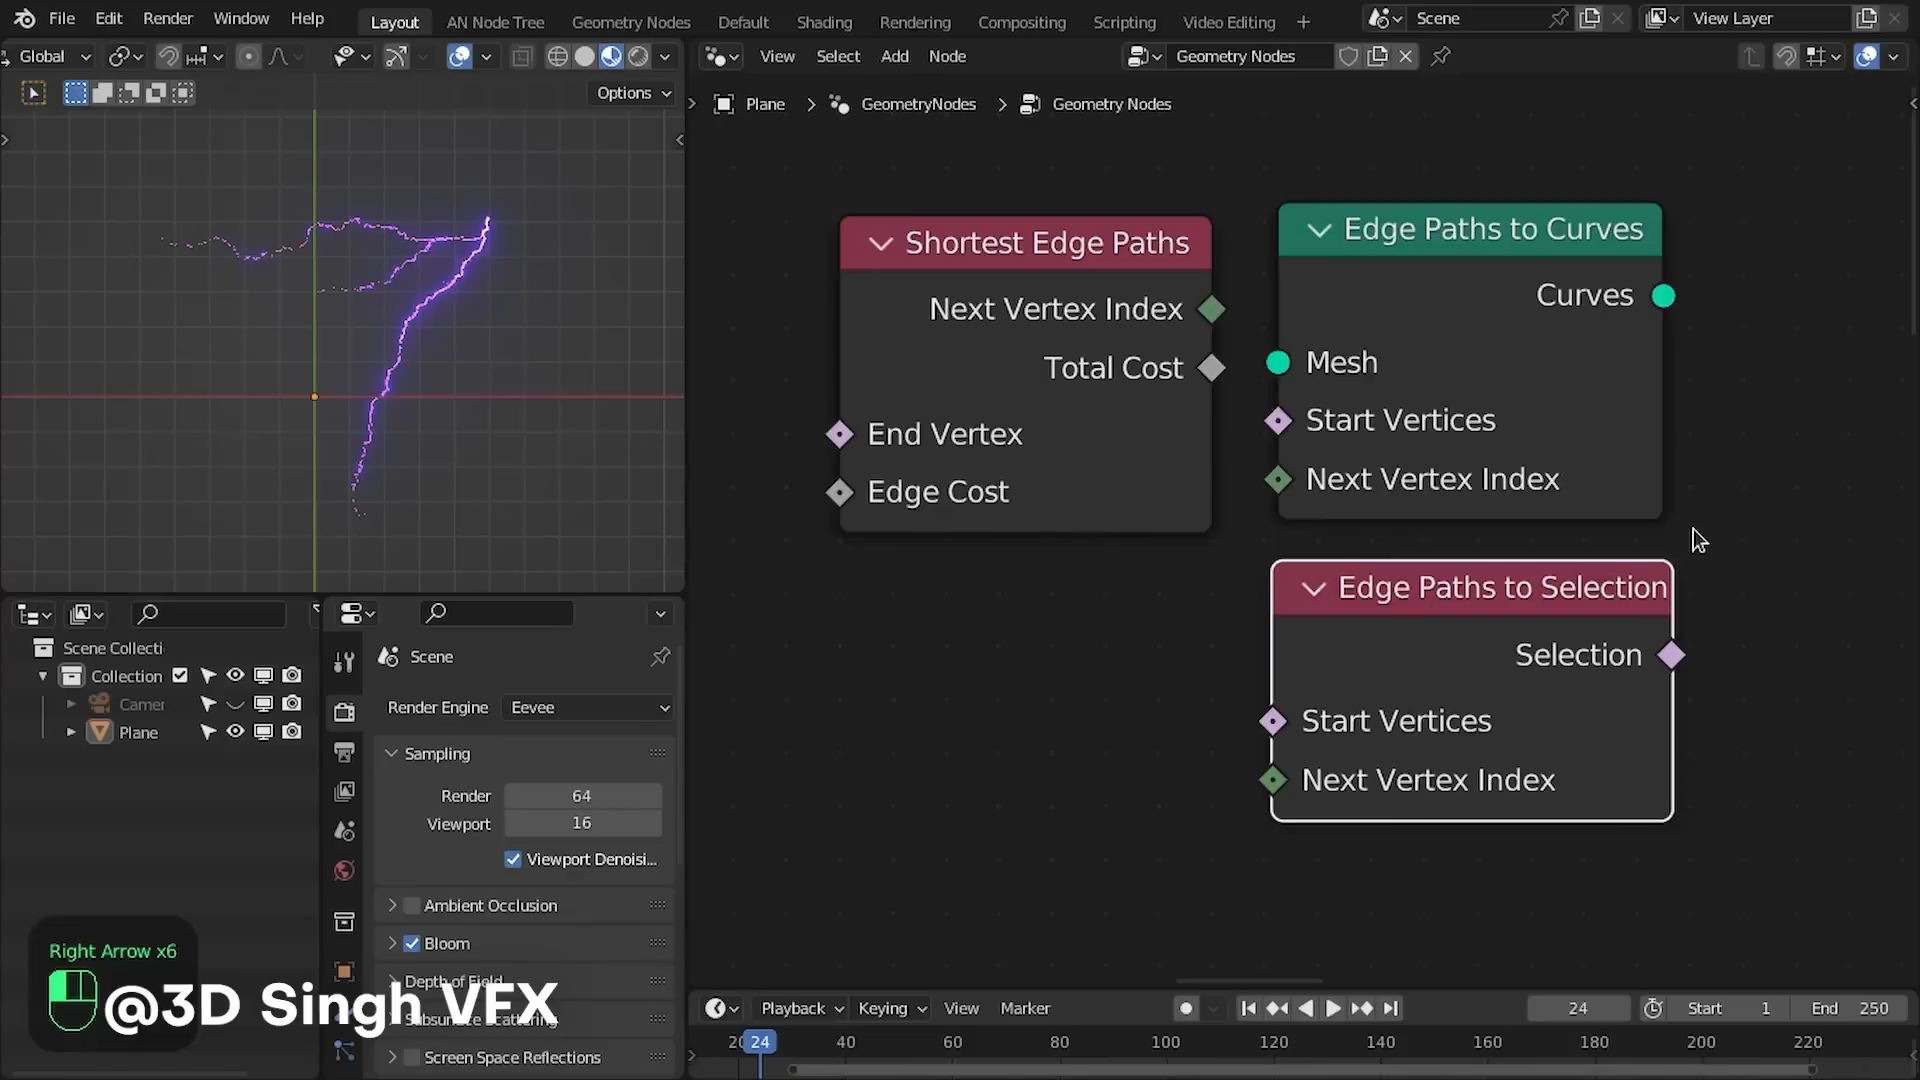 File Edit Render Window Help
Layout AN Node Tree Geometry Nodes Default Shading Rendering Compositing Scripting Video Editing +
Scene
View Layer
Global
Options
View Select Add Node
Geometry Nodes
Plane > GeometryNodes > Geometry Nodes
Shortest Edge Paths
Next Vertex Index
Total Cost
End Vertex
Edge Cost
Edge Paths to Curves
Curves
Mesh
Start Vertices
Next Vertex Index
Edge Paths to Selection
Selection
Start Vertices
Next Vertex Index
Scene Collecti
Collection
Camer
Plane
Scene
Render Engine Eevee
Sampling
Render 64
Viewport 16
Viewport Denoisi...
Ambient Occlusion
Bloom
Depth of Field
Subsurface Scattering
Screen Space Reflections
Right Arrow x6
@3D Singh VFX
Playback Keying View Marker
24
Start 1
End 250
20 24 40 60 80 100 120 140 160 180 200 220